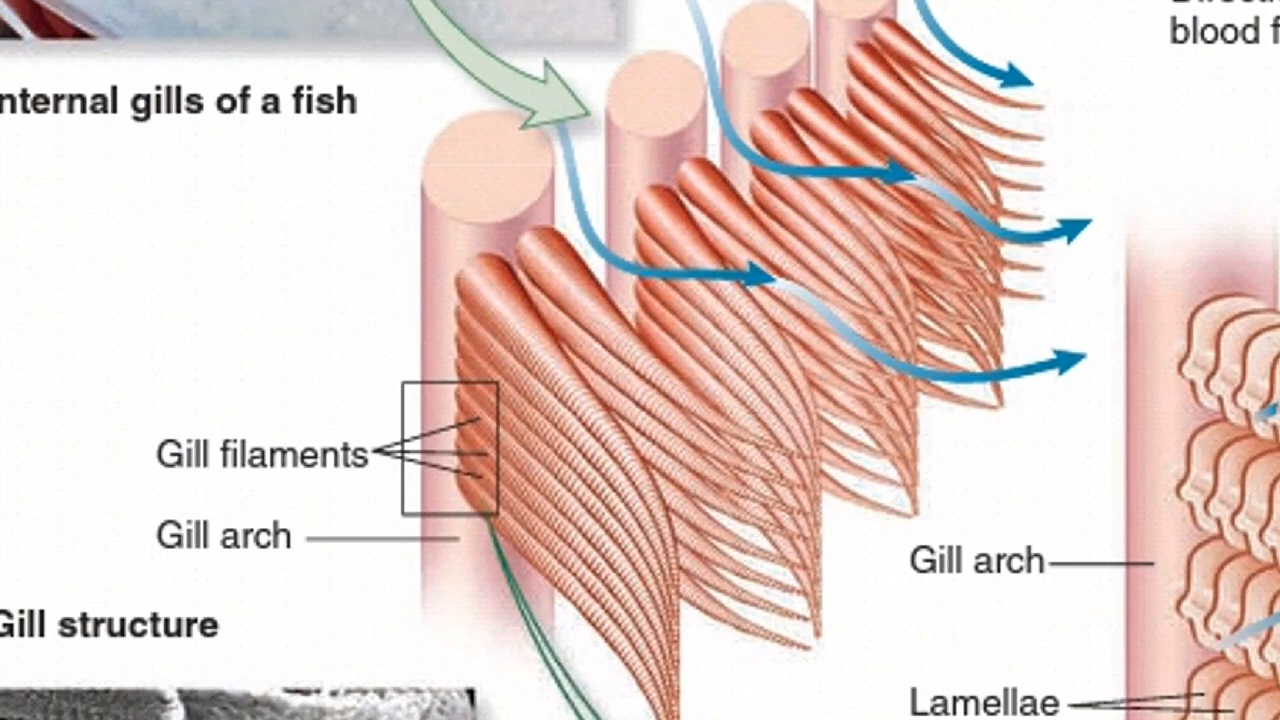 blood f
nternal gills of a fish
Gill filaments
Gill arch
Gill structure
Gill arch
Lamellae